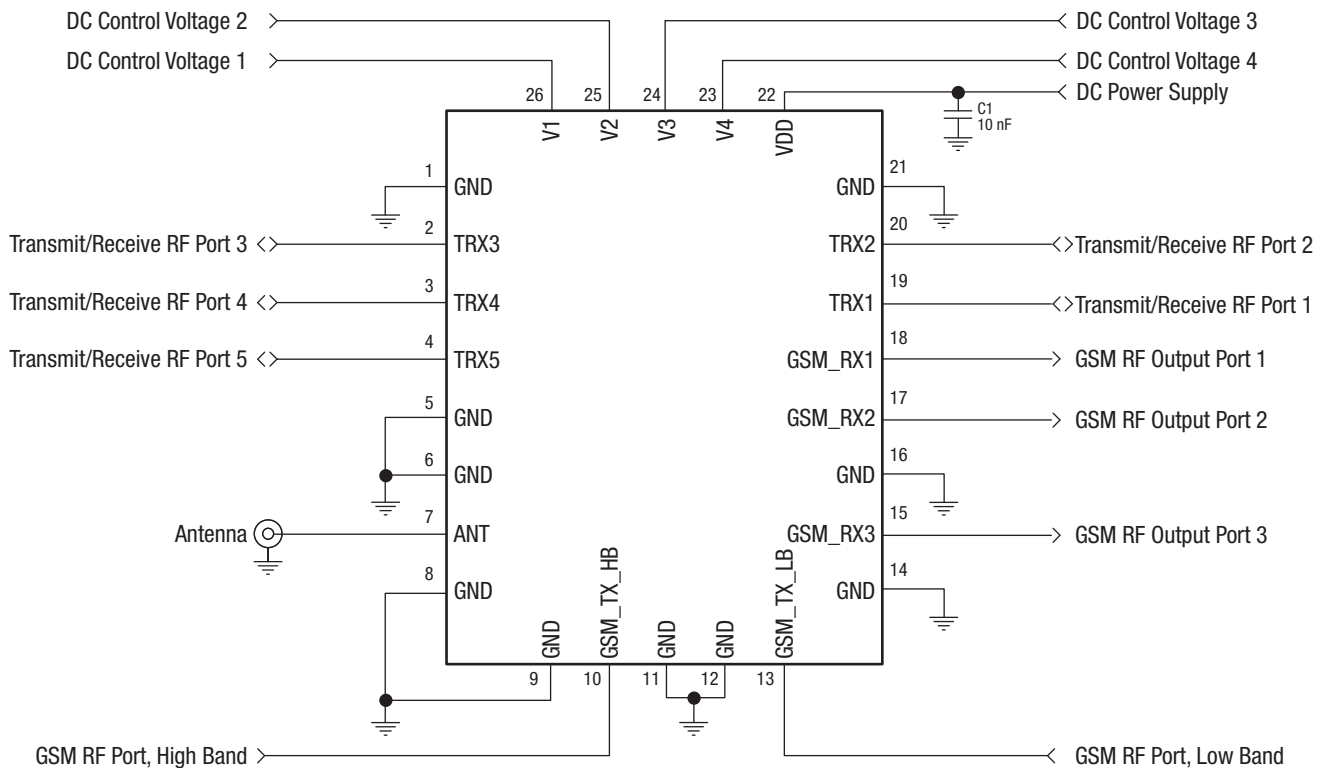 DC Control Voltage 2
DC Control Voltage 3
DC Control Voltage 1
DC Control Voltage 4
DC Power Supply
26
25
24
23
22
C1
10 nF
V1
V2
V3
V4
VDD
1
GND
21
GND
2
Transmit/Receive RF Port 3
TRX3
20
TRX2
Transmit/Receive RF Port 2
3
Transmit/Receive RF Port 4
TRX4
19
TRX1
Transmit/Receive RF Port 1
4
Transmit/Receive RF Port 5
TRX5
18
GSM_RX1
GSM RF Output Port 1
5
GND
17
GSM_RX2
GSM RF Output Port 2
6
GND
16
GND
7
Antenna
ANT
15
GSM_RX3
GSM RF Output Port 3
8
GND
14
GND
GND
GSM_TX_HB
GND
GND
GSM_TX_LB
9
10
11
12
13
GSM RF Port, High Band
GSM RF Port, Low Band